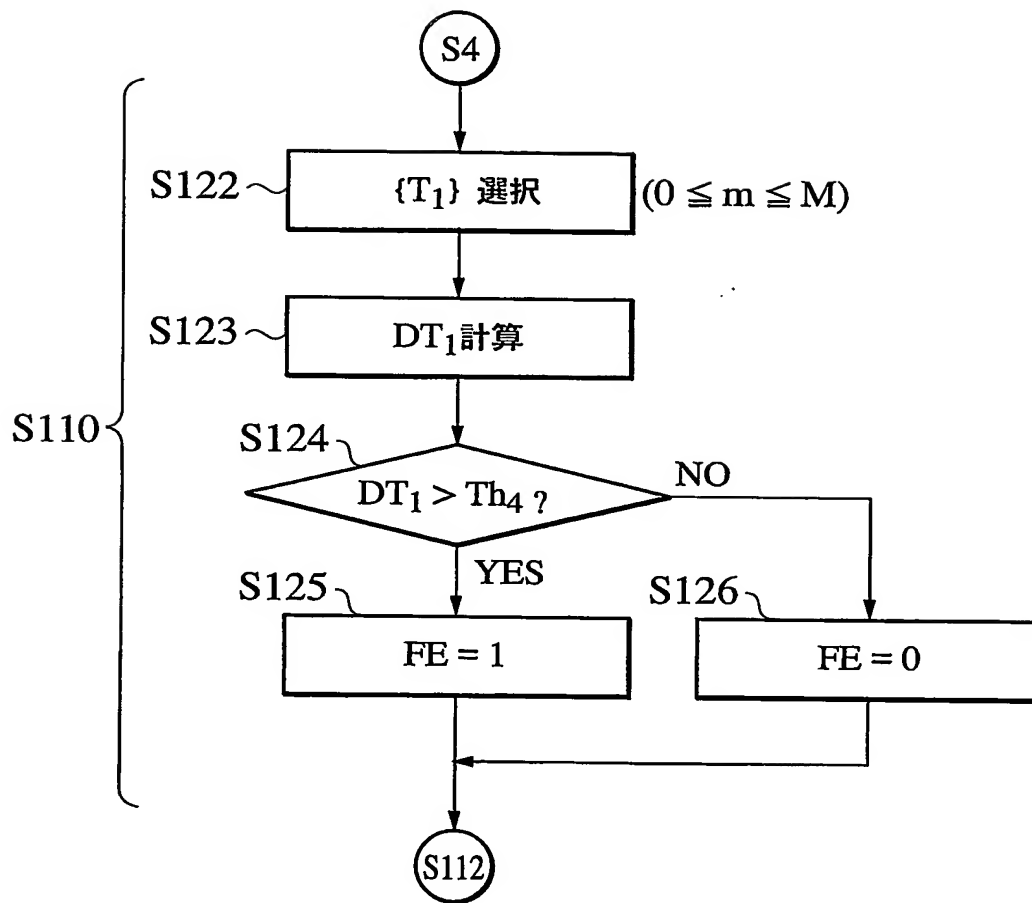 S4
S122
{T₁} 選択
(0 ≦ m ≦ M)
S123
DT₁計算
S110
S124
DT₁ > Th₄ ?
NO
YES
S125
FE = 1
S126
FE = 0
S112